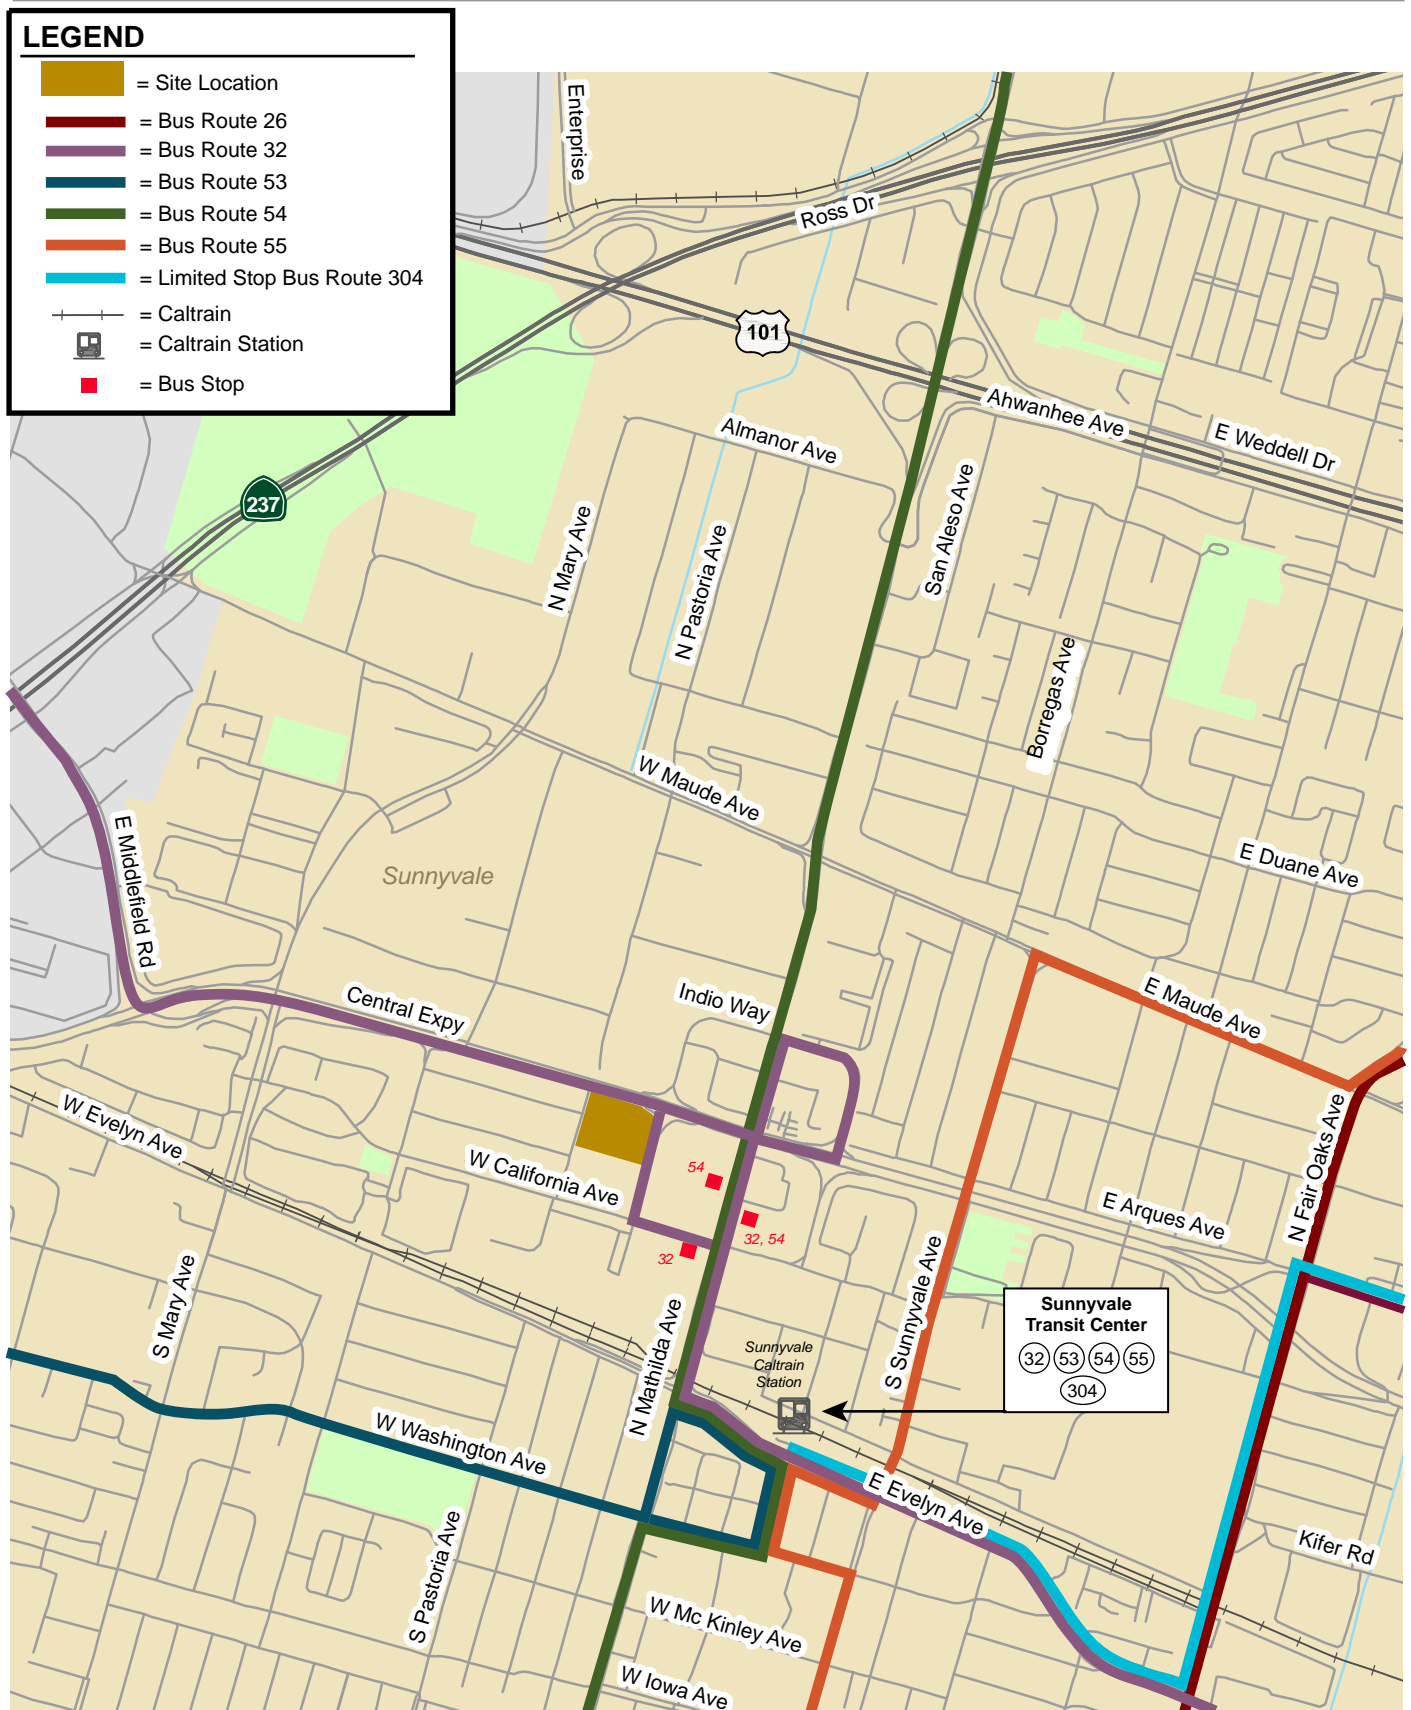 LEGEND
= Site Location
= Bus Route 26
= Bus Route 32
= Bus Route 53
= Bus Route 54
= Bus Route 55
= Limited Stop Bus Route 304
= Caltrain
= Caltrain Station
= Bus Stop
Enterprise
Ross Dr
101
Ahwanhee Ave
E Weddell Dr
Almanor Ave
237
N Mary Ave
N Pastoria Ave
San Aleso Ave
Borregas Ave
W Maude Ave
E Duane Ave
E Middlefield Rd
Sunnyvale
Central Expy
Indio Way
E Maude Ave
W Evelyn Ave
W California Ave
54
32, 54
32
E Arques Ave
N Fair Oaks Ave
S Mary Ave
N Mathilda Ave
S Sunnyvale Ave
Sunnyvale
Caltrain
Station
Sunnyvale
Transit Center
32 53 54 55
304
W Washington Ave
E Evelyn Ave
Kifer Rd
S Pastoria Ave
W Mc Kinley Ave
W Iowa Ave